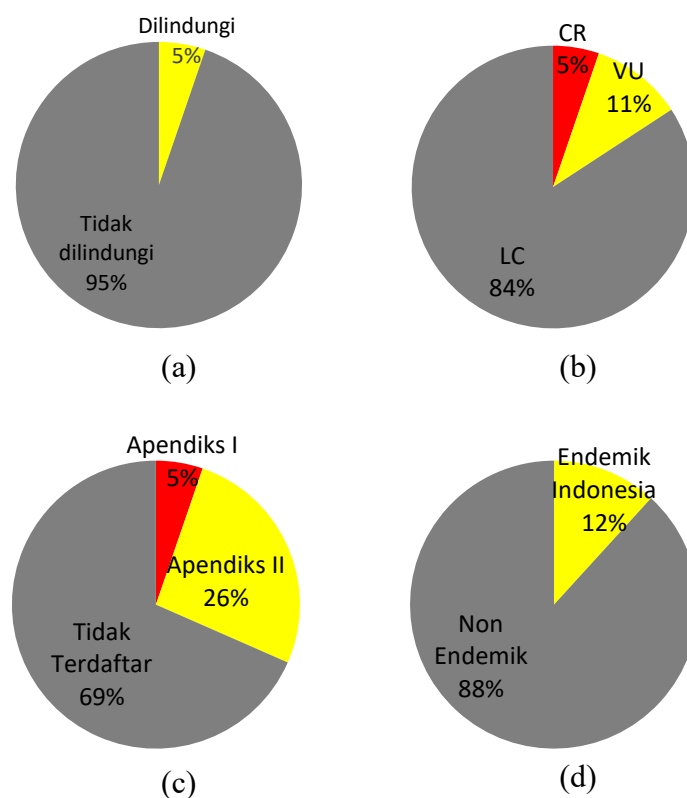 Dilindungi
5%
Tidak
dilindungi
95%
(a)
CR
5%
VU
11%
LC
84%
(b)
Apendiks I
5%
Apendiks II
26%
Tidak
Terdaftar
69%
(c)
Endemik
Indonesia
12%
Non
Endemik
88%
(d)